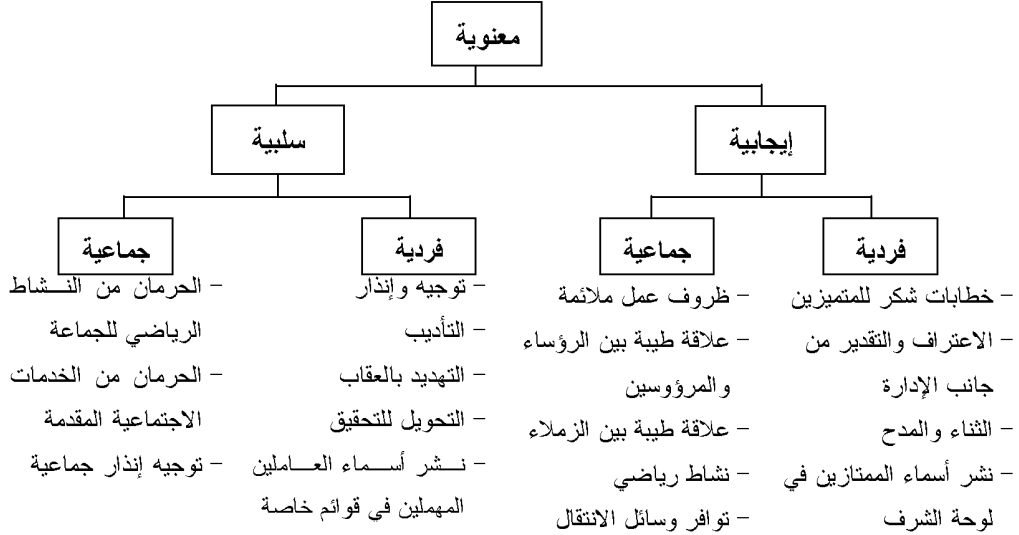 معنوية
إيجابية
سلبية
فردية
- خطابات شكر للمتميزين
- الاعتراف والتقدير من
جانب الإدارة
- الثناء والمدح
- نشر أسماء الممتازين في
لوحة الشرف
جماعية
- ظروف عمل ملائمة
- علاقة طيبة بين الرؤساء
والمرؤوسين
- علاقة طيبة بين الزملاء
- نشاط رياضي
- توافر وسائل الانتقال
فردية
- توجيه وإنذار
- التأديب
- التهديد بالعقاب
- التحويل للتحقيق
- نشر أسماء العاملين
المهملين في قوائم خاصة
جماعية
- الحرمان من النشاط
الرياضي للجماعة
- الحرمان من الخدمات
الاجتماعية المقدمة
- توجيه إنذار جماعية